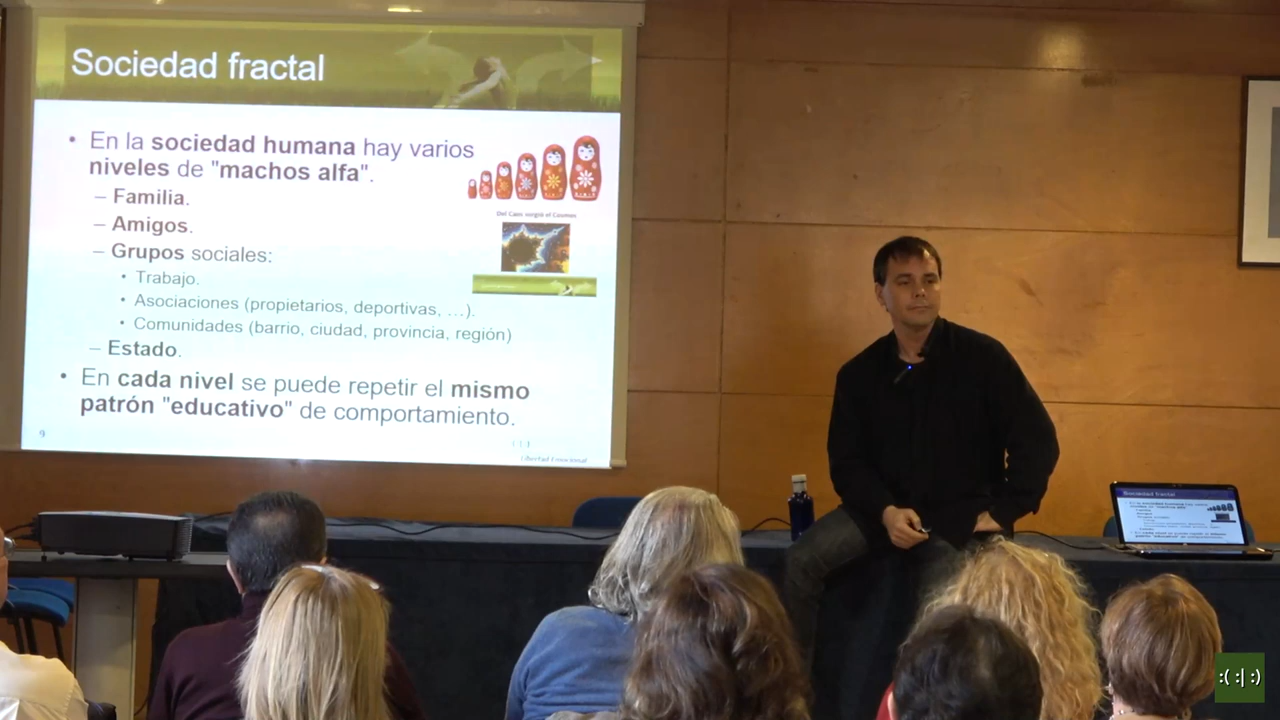 Sociedad fractal
• En la sociedad humana hay varios
niveles de "machos alfa".
– Familia.
– Amigos.
– Grupos sociales:
• Trabajo.
• Asociaciones (propietarios, deportivas, …).
• Comunidades (barrio, ciudad, provincia, región)
– Estado.
• En cada nivel se puede repetir el mismo
patrón "educativo" de comportamiento.
Del Caos surgió el Cosmos
9
Libertad Emocional
Sociedad fractal
:( :| :)